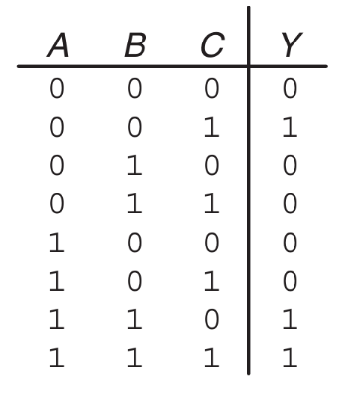 A B C Y
0 0 0 0
0 0 1 1
0 1 0 0
0 1 1 0
1 0 0 0
1 0 1 0
1 1 0 1
1 1 1 1